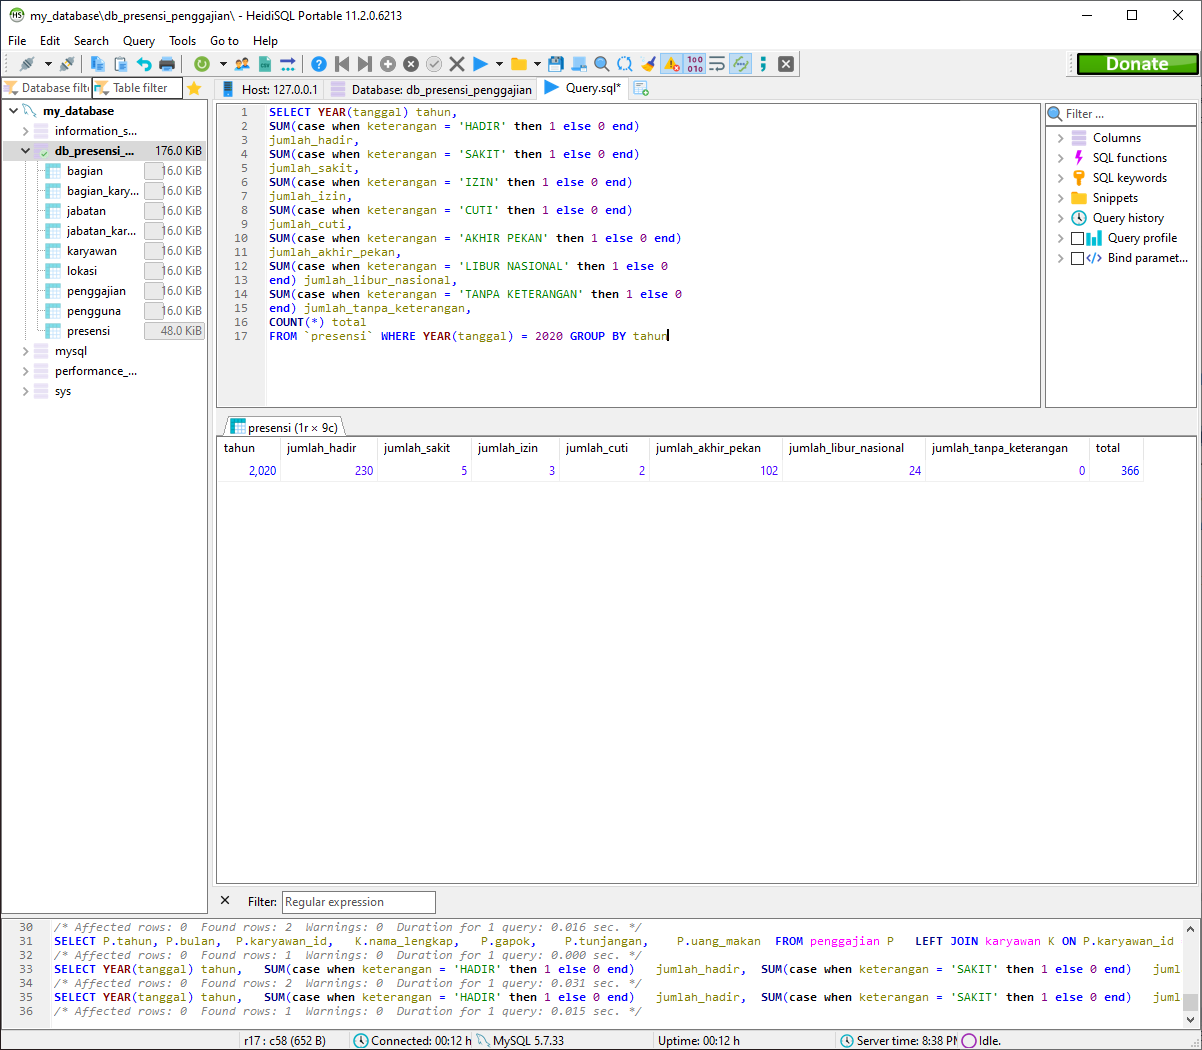 my_database\db_presensi_penggajian\ - HeidiSQL Portable 11.2.0.6213
File Edit Search Query Tools Go to Help
Donate
Database filt Table filter
Host: 127.0.0.1 Database: db_presensi_penggajian Query.sql*
my_database
information_s...
db_presensi_... 176.0 KiB
bagian 16.0 KiB
bagian_kary... 16.0 KiB
jabatan 16.0 KiB
jabatan_kar... 16.0 KiB
karyawan 16.0 KiB
lokasi 16.0 KiB
penggajian 16.0 KiB
pengguna 16.0 KiB
presensi 48.0 KiB
mysql
performance_...
sys
1 SELECT YEAR(tanggal) tahun,
2 SUM(case when keterangan = 'HADIR' then 1 else 0 end)
3 jumlah_hadir,
4 SUM(case when keterangan = 'SAKIT' then 1 else 0 end)
5 jumlah_sakit,
6 SUM(case when keterangan = 'IZIN' then 1 else 0 end)
7 jumlah_izin,
8 SUM(case when keterangan = 'CUTI' then 1 else 0 end)
9 jumlah_cuti,
10 SUM(case when keterangan = 'AKHIR PEKAN' then 1 else 0 end)
11 jumlah_akhir_pekan,
12 SUM(case when keterangan = 'LIBUR NASIONAL' then 1 else 0
13 end) jumlah_libur_nasional,
14 SUM(case when keterangan = 'TANPA KETERANGAN' then 1 else 0
15 end) jumlah_tanpa_keterangan,
16 COUNT(*) total
17 FROM `presensi` WHERE YEAR(tanggal) = 2020 GROUP BY tahun
Filter ...
Columns
SQL functions
SQL keywords
Snippets
Query history
Query profile
Bind paramet...
presensi (1r × 9c)
tahun jumlah_hadir jumlah_sakit jumlah_izin jumlah_cuti jumlah_akhir_pekan jumlah_libur_nasional jumlah_tanpa_keterangan total
2,020 230 5 3 2 102 24 0 366
Filter: Regular expression
30 /* Affected rows: 0 Found rows: 2 Warnings: 0 Duration for 1 query: 0.016 sec. */
31 SELECT P.tahun, P.bulan, P.karyawan_id, K.nama_lengkap, P.gapok, P.tunjangan, P.uang_makan FROM penggajian P LEFT JOIN karyawan K ON P.karyawan_id
32 /* Affected rows: 0 Found rows: 1 Warnings: 0 Duration for 1 query: 0.000 sec. */
33 SELECT YEAR(tanggal) tahun, SUM(case when keterangan = 'HADIR' then 1 else 0 end) jumlah_hadir, SUM(case when keterangan = 'SAKIT' then 1 else 0 end) juml
34 /* Affected rows: 0 Found rows: 2 Warnings: 0 Duration for 1 query: 0.031 sec. */
35 SELECT YEAR(tanggal) tahun, SUM(case when keterangan = 'HADIR' then 1 else 0 end) jumlah_hadir, SUM(case when keterangan = 'SAKIT' then 1 else 0 end) juml
36 /* Affected rows: 0 Found rows: 1 Warnings: 0 Duration for 1 query: 0.015 sec. */
r17 : c58 (652 B) Connected: 00:12 h MySQL 5.7.33 Uptime: 00:12 h Server time: 8:38 PM Idle.